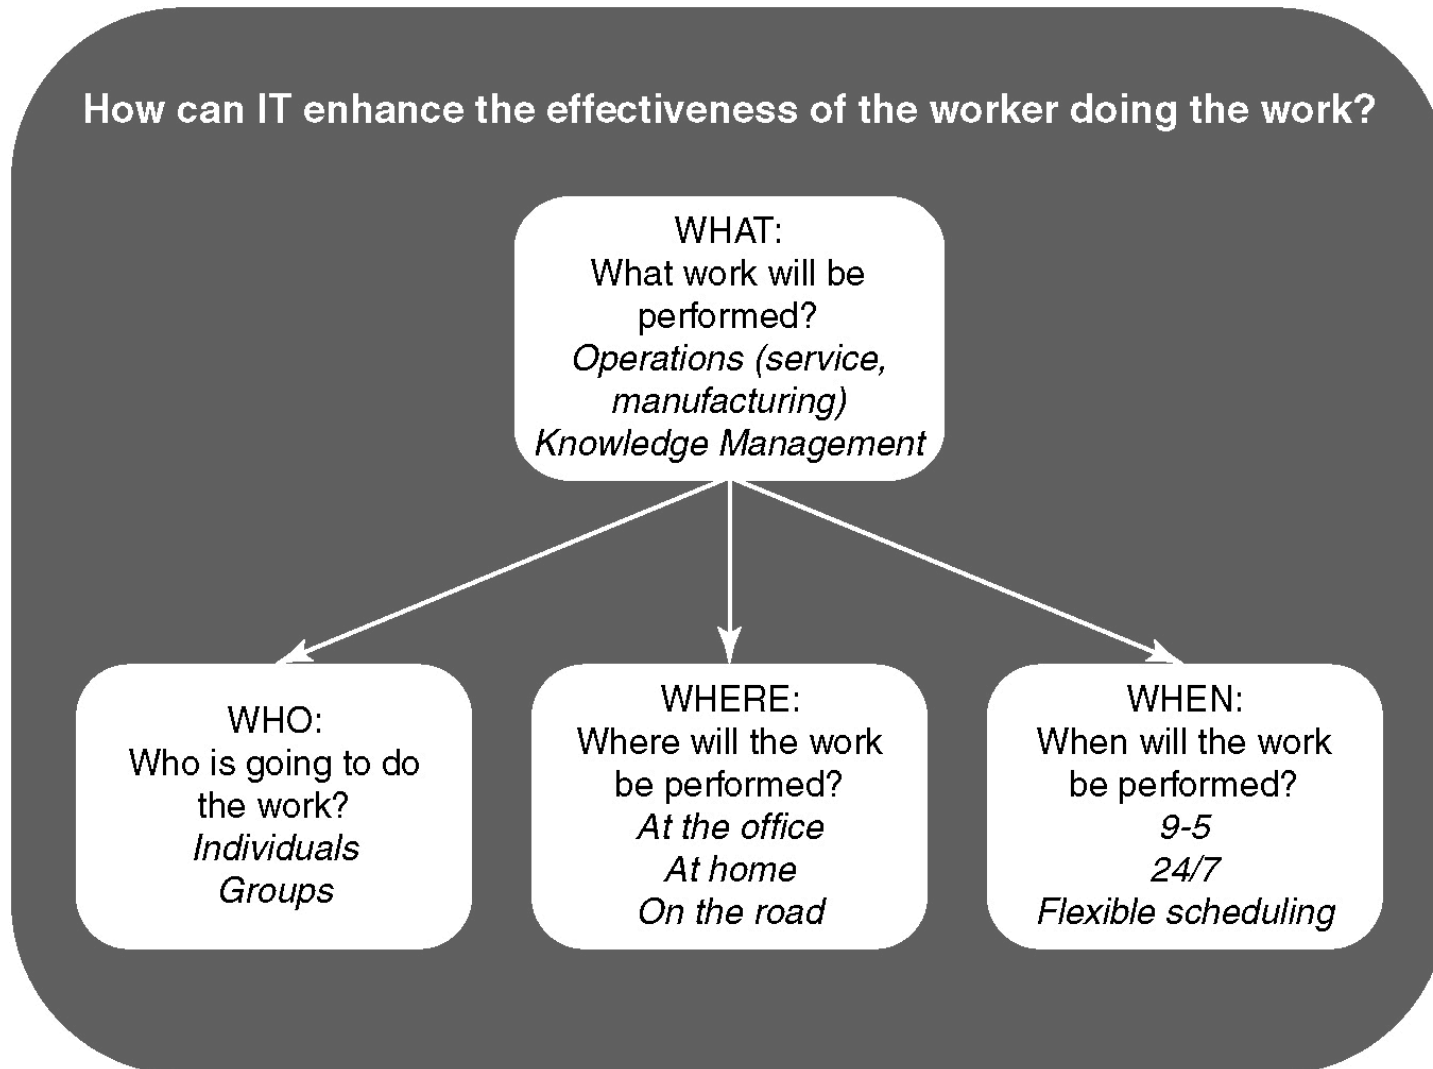 How can IT enhance the effectiveness of the worker doing the work?
WHAT:
What work will be
performed?
Operations (service,
manufacturing)
Knowledge Management
WHO:
Who is going to do
the work?
Individuals
Groups
WHERE:
Where will the work
be performed?
At the office
At home
On the road
WHEN:
When will the work
be performed?
9-5
24/7
Flexible scheduling